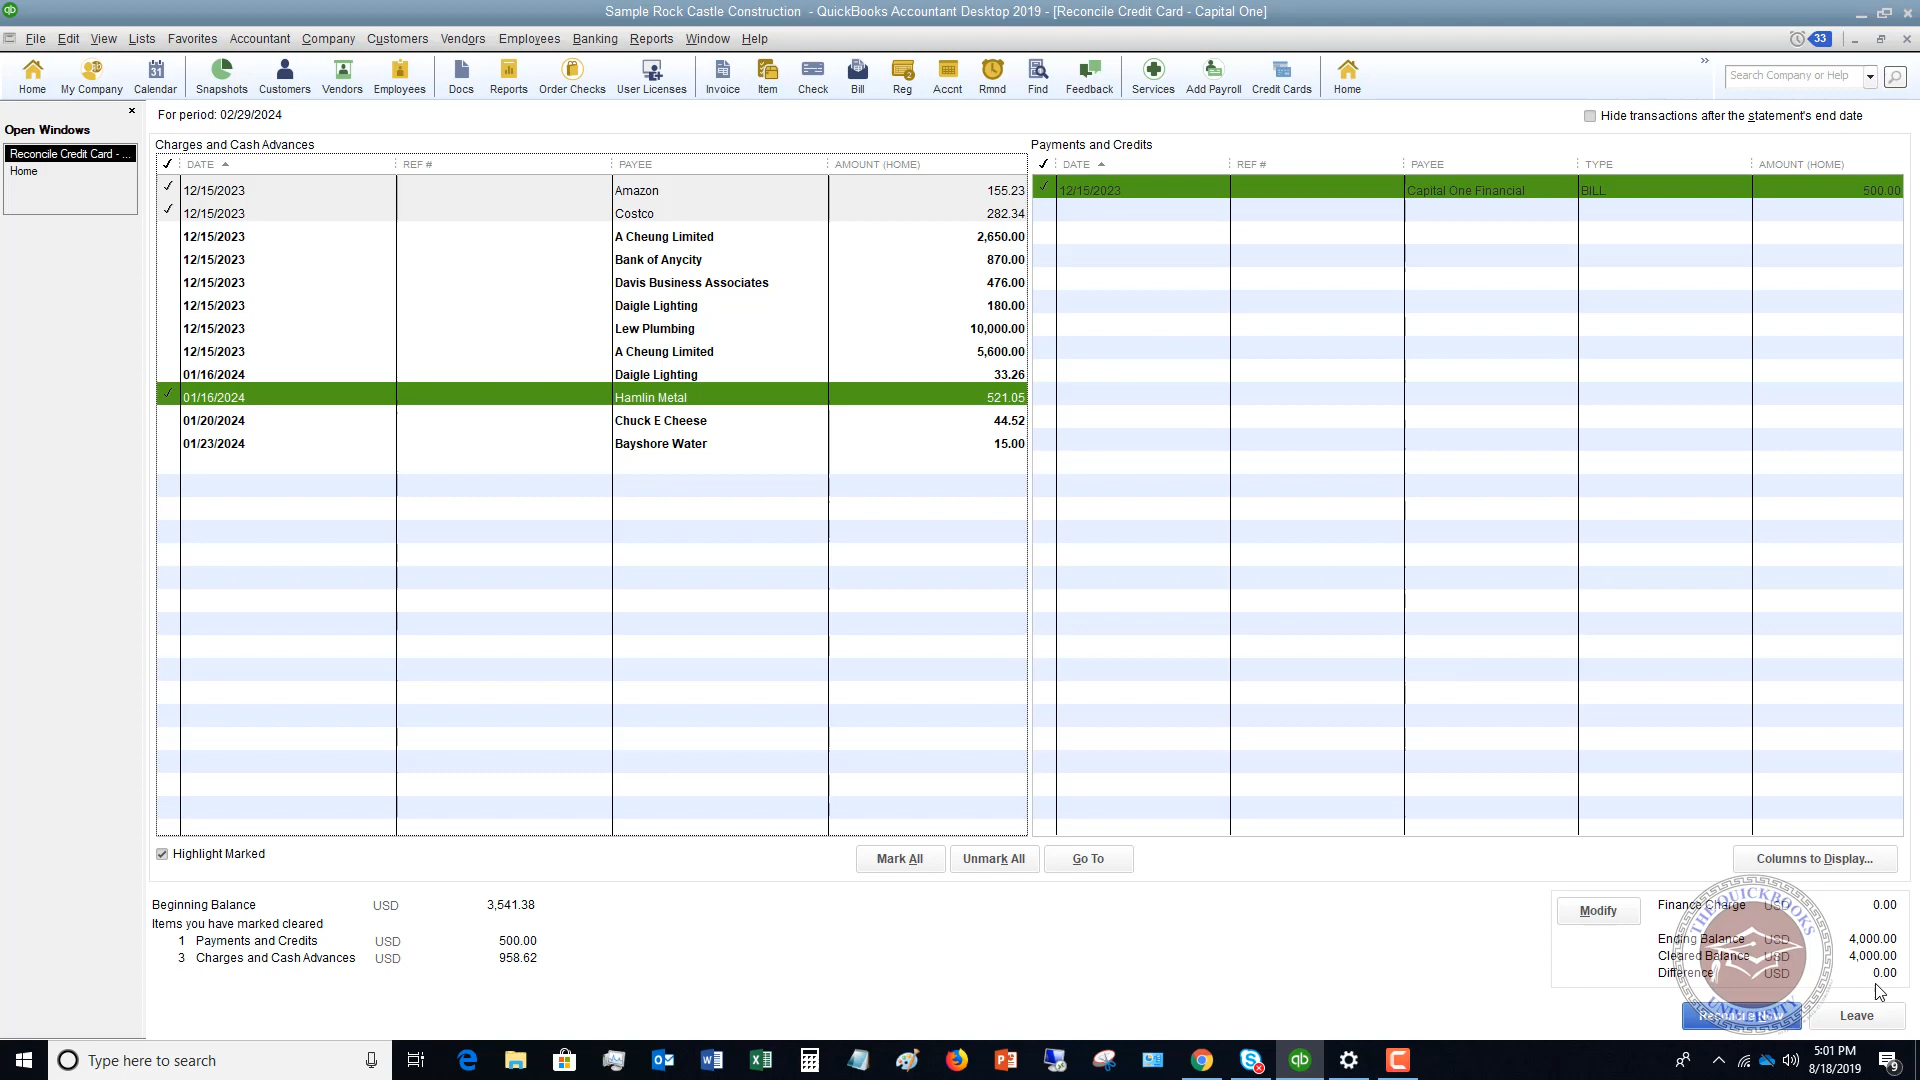 Sample Rock Castle Construction - QuickBooks Accountant Desktop 2019 - [Reconcile Credit Card - Capital One]
File Edit View Lists Favorites Accountant Company Customers Vendors Employees Banking Reports Window Help
33
Home My Company Calendar Snapshots Customers Vendors Employees Docs Reports Order Checks User Licenses Invoice Item Check Bill Reg Accnt Rmnd Find Feedback Services Add Payroll Credit Cards Home
Search Company or Help
Open Windows
Reconcile Credit Card - ...
Home
For period: 02/29/2024
Hide transactions after the statement's end date
Charges and Cash Advances
DATE REF # PAYEE AMOUNT (HOME)
12/15/2023 Amazon 155.23
12/15/2023 Costco 282.34
12/15/2023 A Cheung Limited 2,650.00
12/15/2023 Bank of Anycity 870.00
12/15/2023 Davis Business Associates 476.00
12/15/2023 Daigle Lighting 180.00
12/15/2023 Lew Plumbing 10,000.00
12/15/2023 A Cheung Limited 5,600.00
01/16/2024 Daigle Lighting 33.26
01/16/2024 Hamlin Metal 521.05
01/20/2024 Chuck E Cheese 44.52
01/23/2024 Bayshore Water 15.00
Payments and Credits
DATE REF # PAYEE TYPE AMOUNT (HOME)
12/15/2023 Capital One Financial BILL 500.00
Highlight Marked
Mark All Unmark All Go To Columns to Display...
Beginning Balance USD 3,541.38
Items you have marked cleared
1 Payments and Credits USD 500.00
3 Charges and Cash Advances USD 958.62
Modify
Finance Charge USD 0.00
Ending Balance USD 4,000.00
Cleared Balance USD 4,000.00
Difference USD 0.00
Reconcile Now Leave
THE QUICKBOOKS
UNIVERSITY
Type here to search
5:01 PM
8/18/2019
9